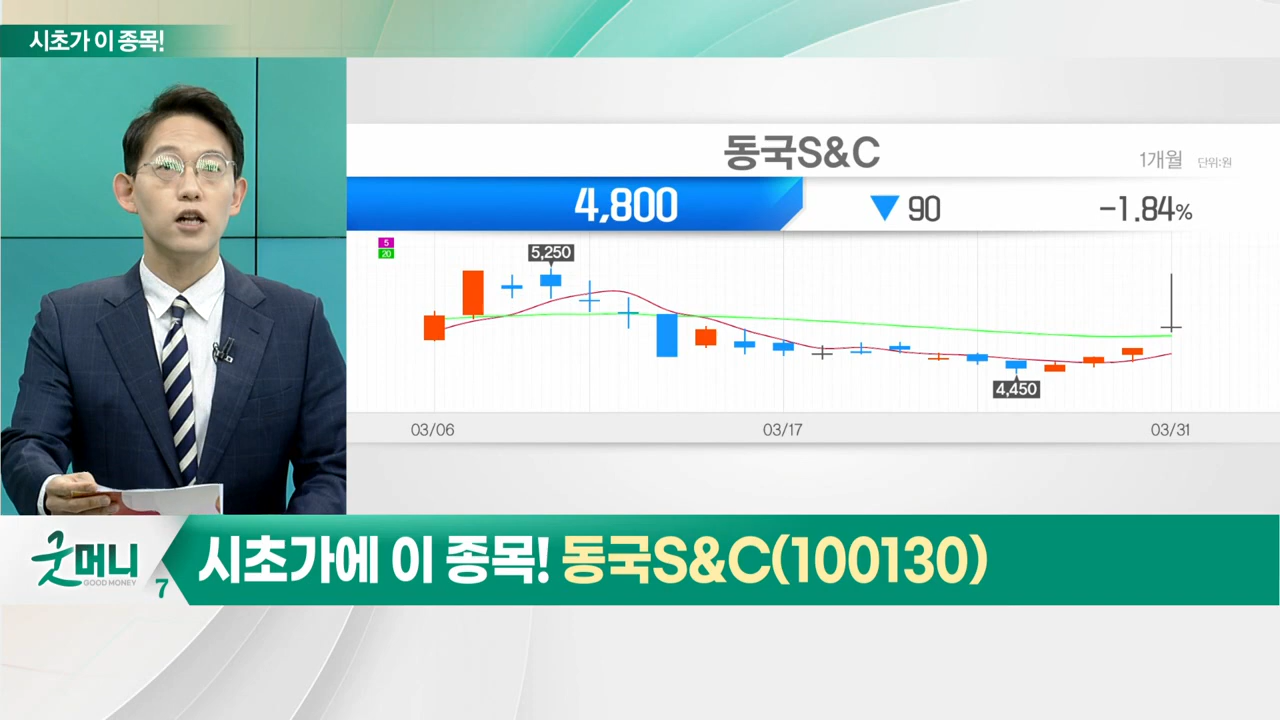 시초가 이 종목!
동국S&C
1개월 단위:원
4,800 ▼ 90 -1.84%
5
20
5,250
4,450
03/06 03/17 03/31
굿머니
GOOD MONEY
7
시초가에 이 종목! 동국S&C(100130)